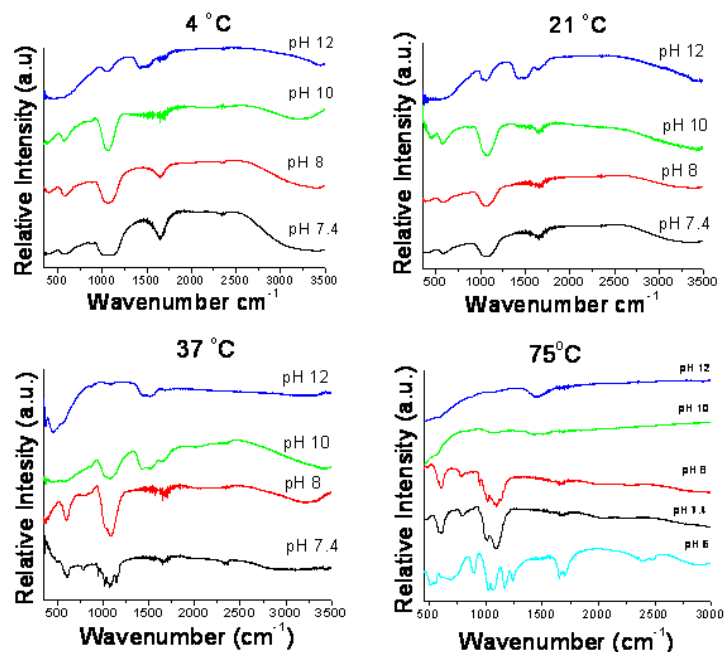 4 °C
Relative Intensity (a.u)
pH 12
pH 10
pH 8
pH 7.4
500 1000 1500 2000 2500 3000 3500
Wavenumber cm-1
21 °C
Relative Intensity (a.u.)
pH 12
pH 10
pH 8
pH 7.4
500 1000 1500 2000 2500 3000 3500
Wavenumber cm-1
37 °C
Relative Intesity (a.u.)
pH 12
pH 10
pH 8
pH 7.4
500 1000 1500 2000 2500 3000 3500
Wavenumber (cm-1)
75°C
Relative Intensity (a.u.)
pH 12
pH 10
pH 8
pH 7.4
pH 6
500 1000 1500 2000 2500 3000
Wavenumber (cm-1)